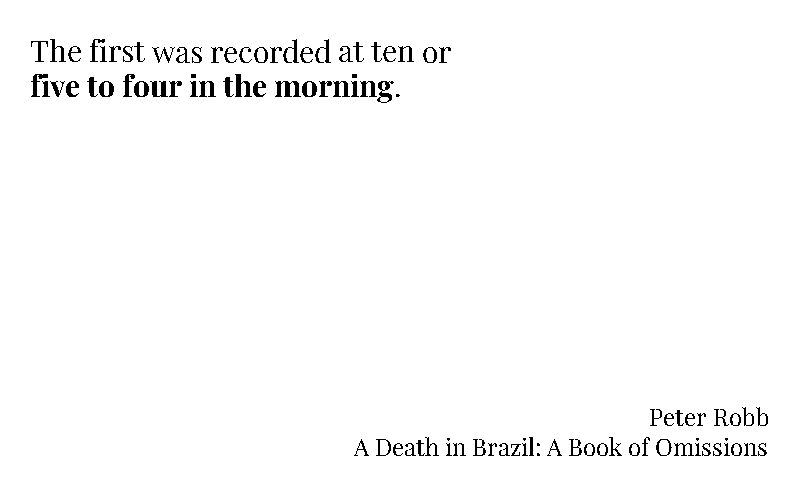 The first was recorded at ten or
five to four in the morning.
Peter Robb
A Death in Brazil: A Book of Omissions